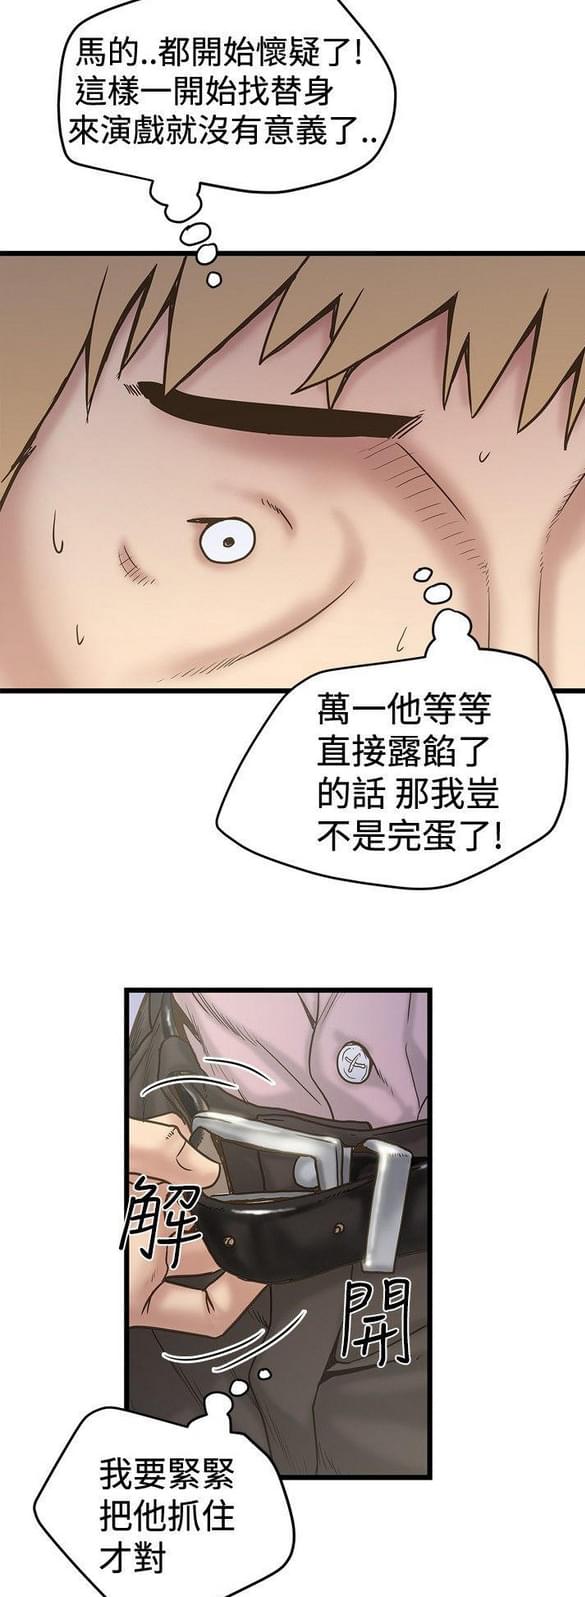 馬的..都開始懷疑了!
這樣一開始找替身
來演戲就沒有意義了..
萬一他等等
直接露餡了
的話 那我豈
不是完蛋了!
解
開
我要緊緊
把他抓住
才對